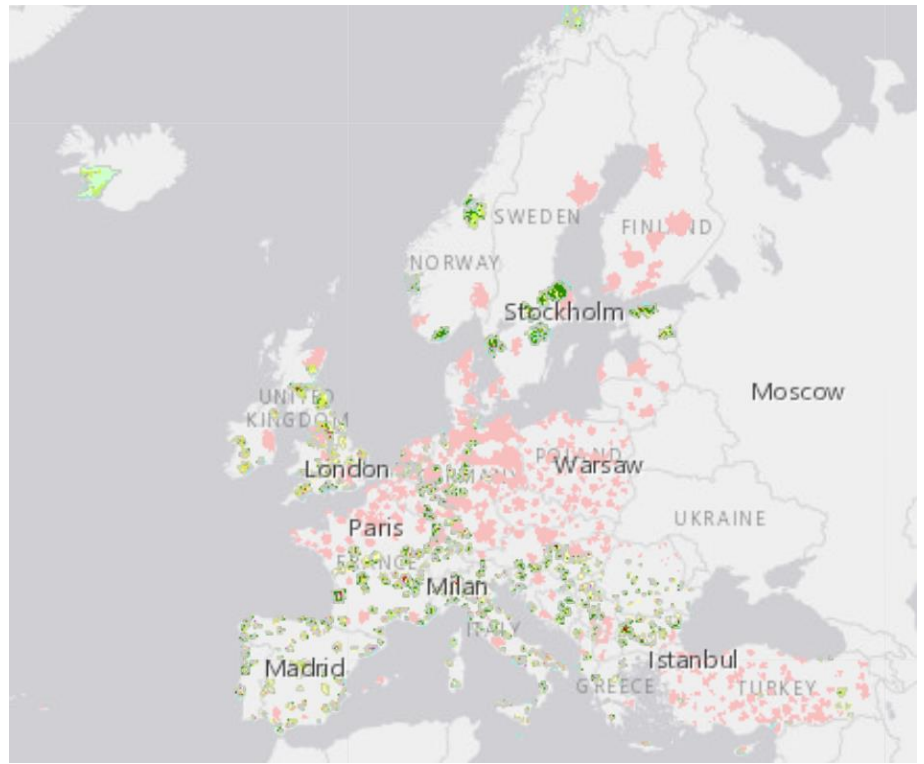 SWEDEN
FINLAND
NORWAY
Stockholm
Moscow
UNITED
KINGDOM
London
GERMANY
POLAND
Warsaw
Paris
UKRAINE
FRANCE
Milan
ITALY
Madrid
Istanbul
GREECE
TURKEY